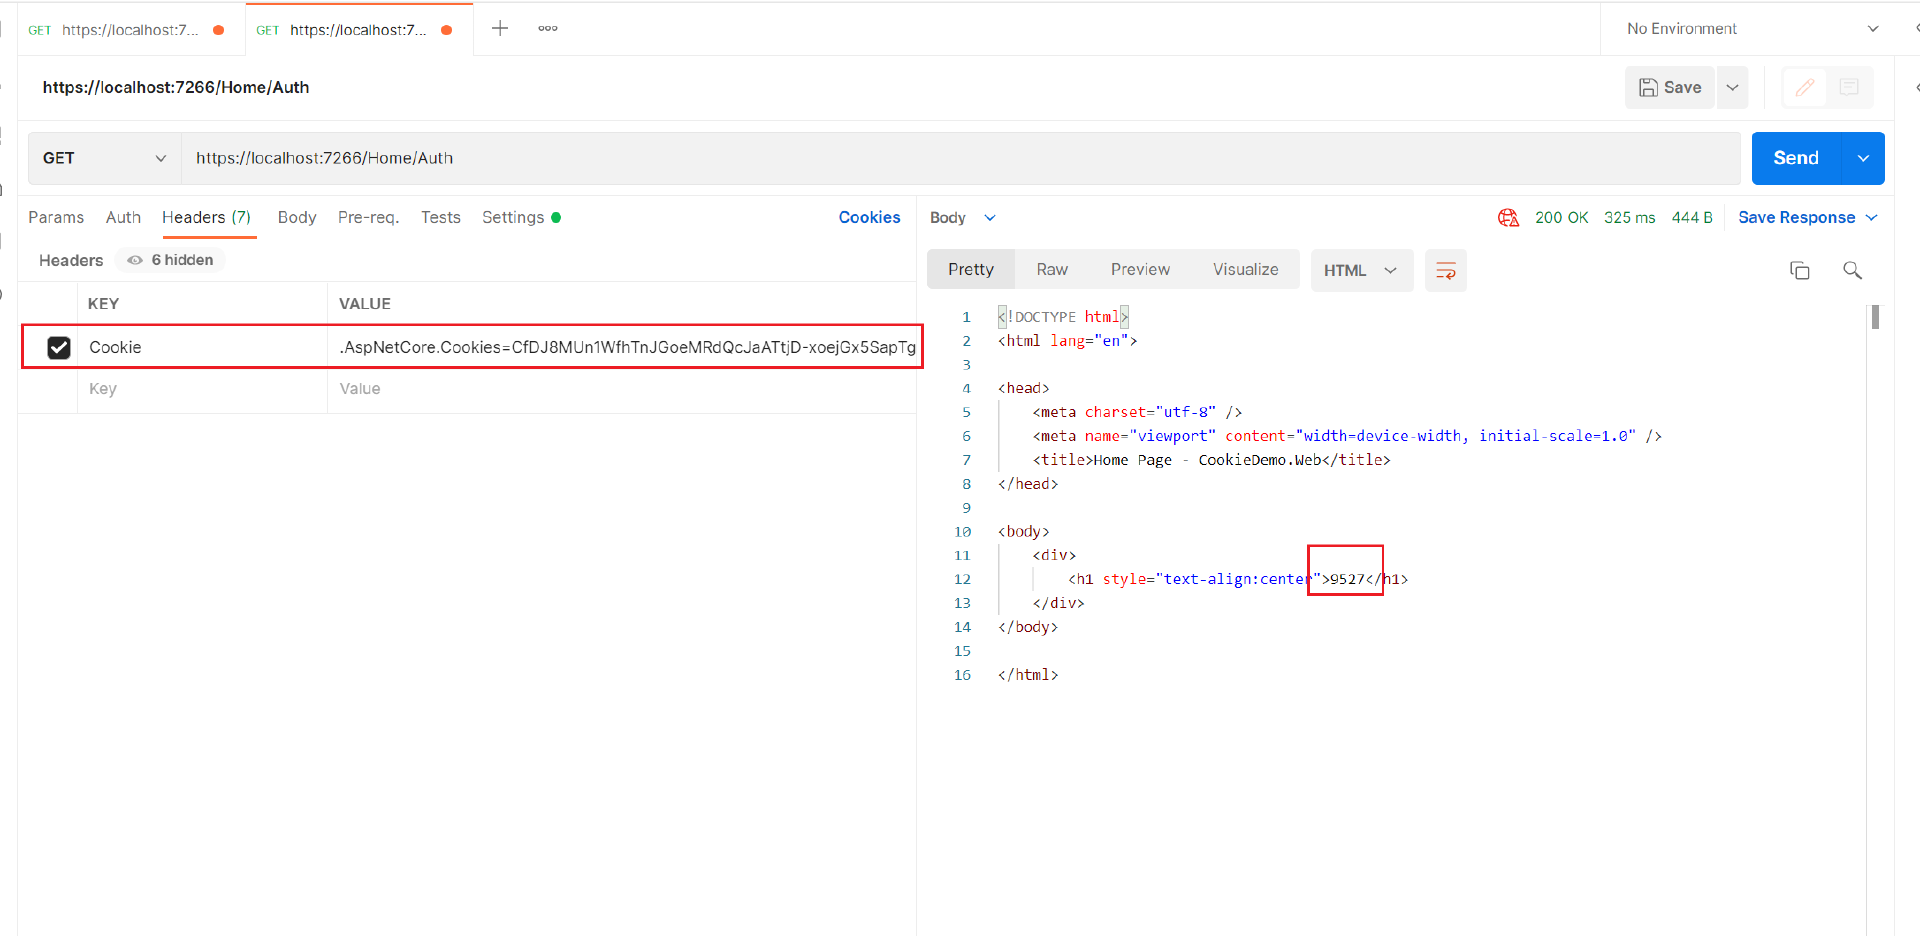 GET https://localhost:7... GET https://localhost:7... No Environment
https://localhost:7266/Home/Auth Save
GET https://localhost:7266/Home/Auth Send
Params Auth Headers (7) Body Pre-req. Tests Settings Cookies
Headers 6 hidden
KEY VALUE
Cookie .AspNetCore.Cookies=CfDJ8MUn1WfhTnJGoeMRdQcJaATtjD-xoejGx5SapTg
Key Value
Body 200 OK 325 ms 444 B Save Response
Pretty Raw Preview Visualize HTML
1 <!DOCTYPE html>
2 <html lang="en">
3
4 <head>
5 <meta charset="utf-8" />
6 <meta name="viewport" content="width=device-width, initial-scale=1.0" />
7 <title>Home Page - CookieDemo.Web</title>
8 </head>
9
10 <body>
11 <div>
12 <h1 style="text-align:center">9527</h1>
13 </div>
14 </body>
15
16 </html>